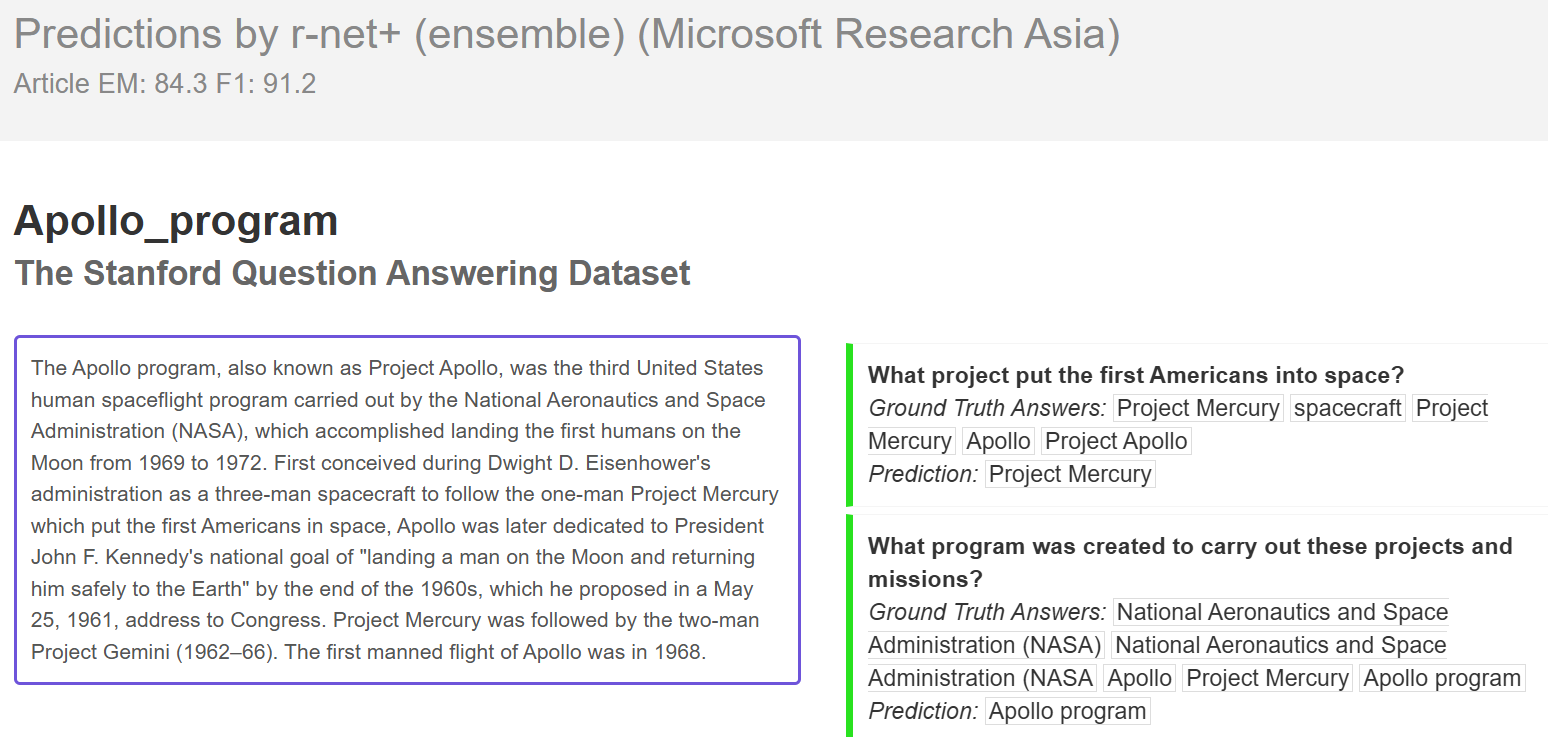 Predictions by r-net+ (ensemble) (Microsoft Research Asia)
Article EM: 84.3 F1: 91.2
Apollo_program
The Stanford Question Answering Dataset
The Apollo program, also known as Project Apollo, was the third United States
human spaceflight program carried out by the National Aeronautics and Space
Administration (NASA), which accomplished landing the first humans on the
Moon from 1969 to 1972. First conceived during Dwight D. Eisenhower's
administration as a three-man spacecraft to follow the one-man Project Mercury
which put the first Americans in space, Apollo was later dedicated to President
John F. Kennedy's national goal of "landing a man on the Moon and returning
him safely to the Earth" by the end of the 1960s, which he proposed in a May
25, 1961, address to Congress. Project Mercury was followed by the two-man
Project Gemini (1962–66). The first manned flight of Apollo was in 1968.
What project put the first Americans into space?
Ground Truth Answers: Project Mercury spacecraft Project
Mercury Apollo Project Apollo
Prediction: Project Mercury
What program was created to carry out these projects and
missions?
Ground Truth Answers: National Aeronautics and Space
Administration (NASA) National Aeronautics and Space
Administration (NASA Apollo Project Mercury Apollo program
Prediction: Apollo program